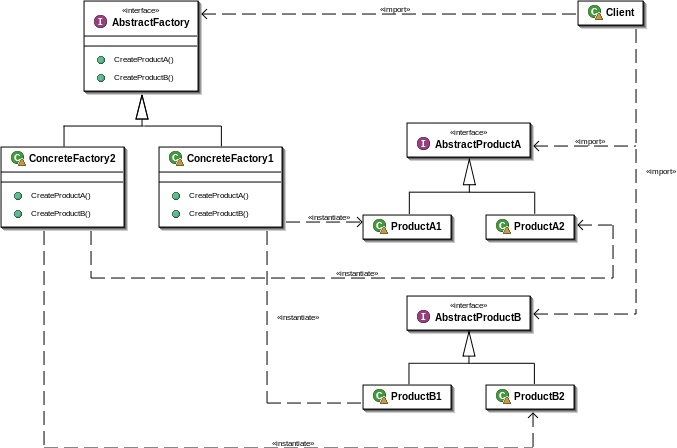 «interface»
AbstractFactory
CreateProductA()
CreateProductB()
«import»
Client
ConcreteFactory2
CreateProductA()
CreateProductB()
ConcreteFactory1
CreateProductA()
CreateProductB()
«interface»
AbstractProductA
«import»
«import»
«instantiate»
ProductA1
ProductA2
«instantiate»
«interface»
AbstractProductB
«instantiate»
ProductB1
ProductB2
«instantiate»